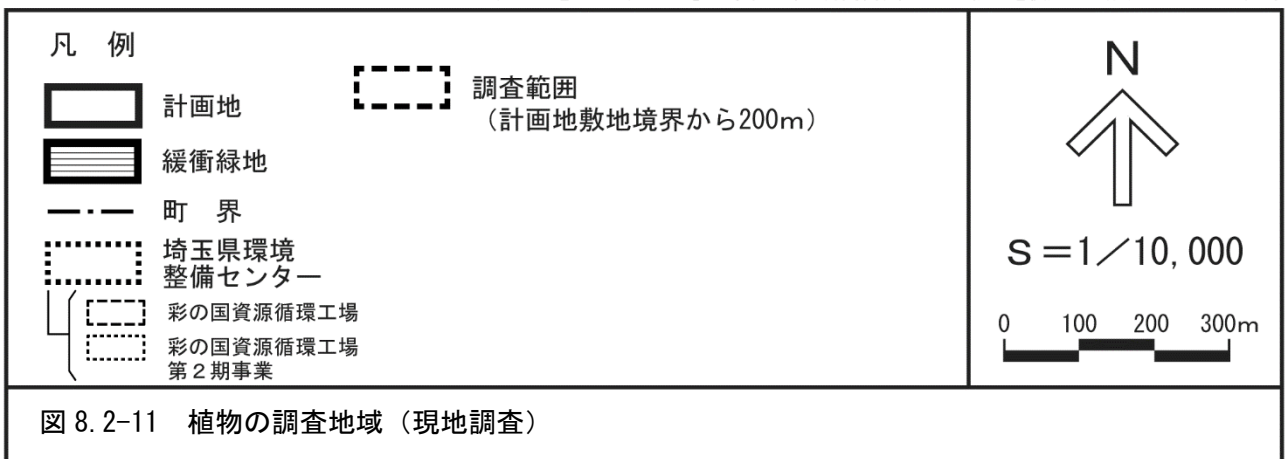 凡 例
計画地
緩衝緑地
町 界
埼玉県環境
整備センター
彩の国資源循環工場
彩の国資源循環工場
第2期事業
調査範囲
（計画地敷地境界から200m）
N
S=1／10,000
0 100 200 300m
図 8.2-11 植物の調査地域（現地調査）